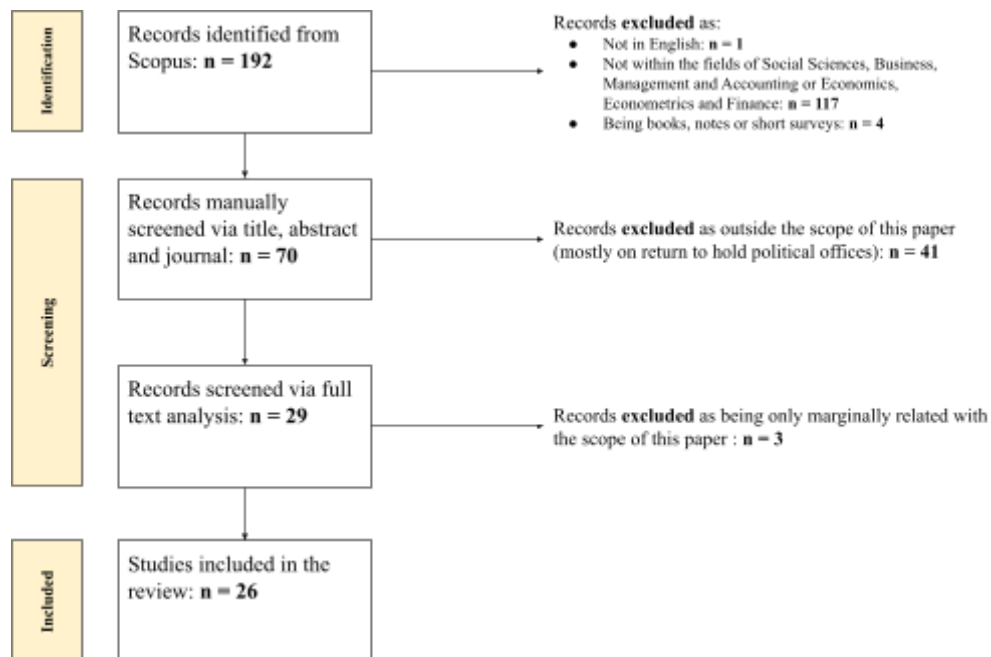 Identification
Records identified from
Scopus: n = 192
Records excluded as:
● Not in English: n = 1
● Not within the fields of Social Sciences, Business,
Management and Accounting or Economics,
Econometrics and Finance: n = 117
● Being books, notes or short surveys: n = 4
Screening
Records manually
screened via title, abstract
and journal: n = 70
Records excluded as outside the scope of this paper
(mostly on return to hold political offices): n = 41
Records screened via full
text analysis: n = 29
Records excluded as being only marginally related with
the scope of this paper : n = 3
Included
Studies included in the
review: n = 26